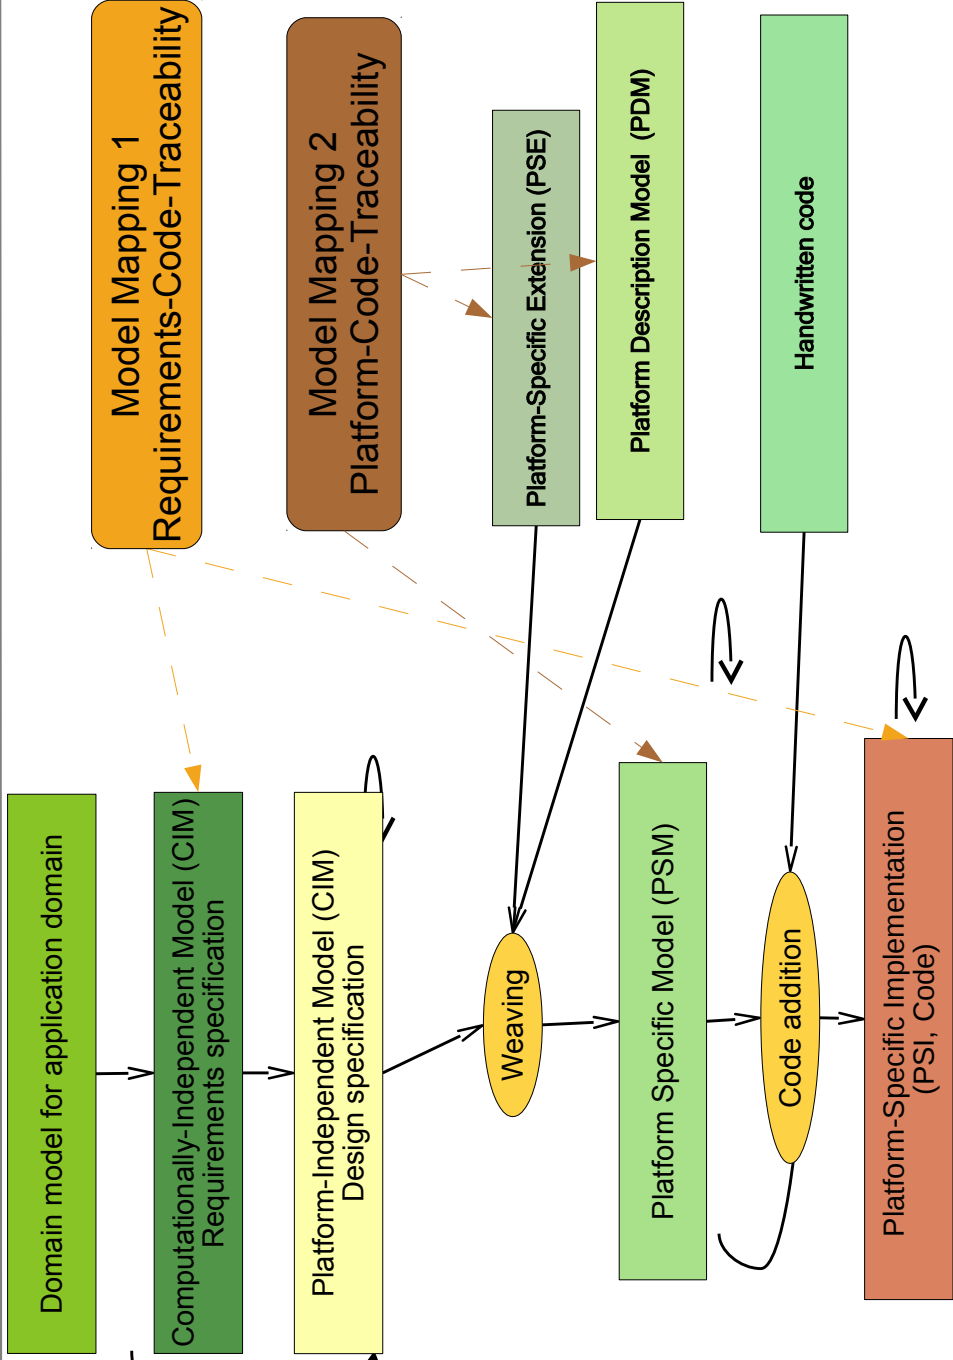 Domain model for application domain
Computationally-Independent Model (CIM)
Requirements specification
Platform-Independent Model (CIM)
Design specification
Weaving
Platform Specific Model (PSM)
Code addition
Platform-Specific Implementation
(PSI, Code)
Model Mapping 1
Requirements-Code-Traceability
Model Mapping 2
Platform-Code-Traceability
Platform-Specific Extension (PSE)
Platform Description Model (PDM)
Handwritten code